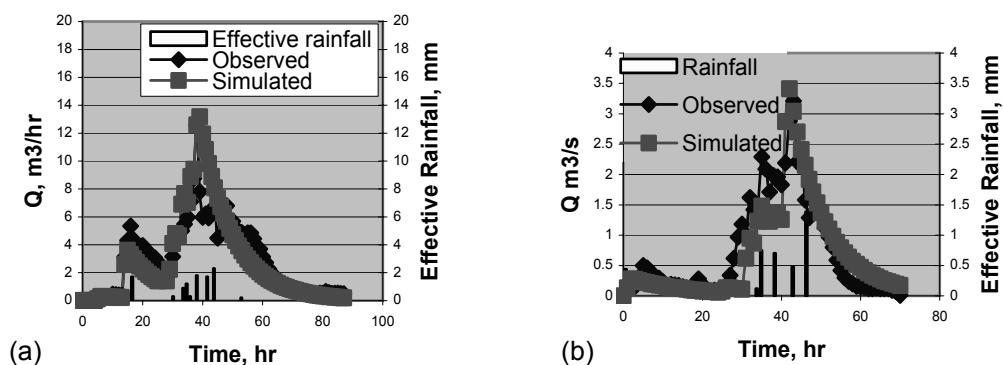 20
18
16
14
12
10
8
6
4
2
0
Q, m3/hr
Effective rainfall
Observed
Simulated
20
18
16
14
12
10
8
6
4
2
0
Effective Rainfall, mm
0 20 40 60 80 100
Time, hr
(a)
4
3.5
3
2.5
2
1.5
1
0.5
0
Q m3/s
Rainfall
Observed
Simulated
4
3.5
3
2.5
2
1.5
1
0.5
0
Effective Rainfall, mm
0 20 40 60 80
Time, hr
(b)